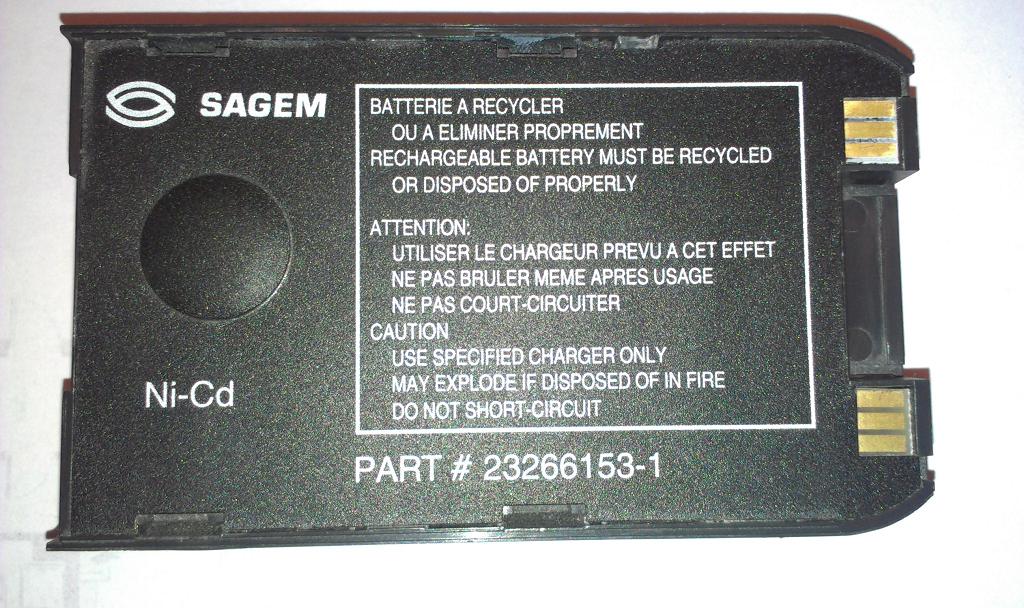 SAGEM
BATTERIE A RECYCLER
OU A ELIMINER PROPREMENT
RECHARGEABLE BATTERY MUST BE RECYCLED
OR DISPOSED OF PROPERLY
ATTENTION:
UTILISER LE CHARGEUR PREVU A CET EFFET
NE PAS BRULER MEME APRES USAGE
NE PAS COURT-CIRCUITER
CAUTION
USE SPECIFIED CHARGER ONLY
MAY EXPLODE IF DISPOSED OF IN FIRE
DO NOT SHORT-CIRCUIT
Ni-Cd
PART # 23266153-1